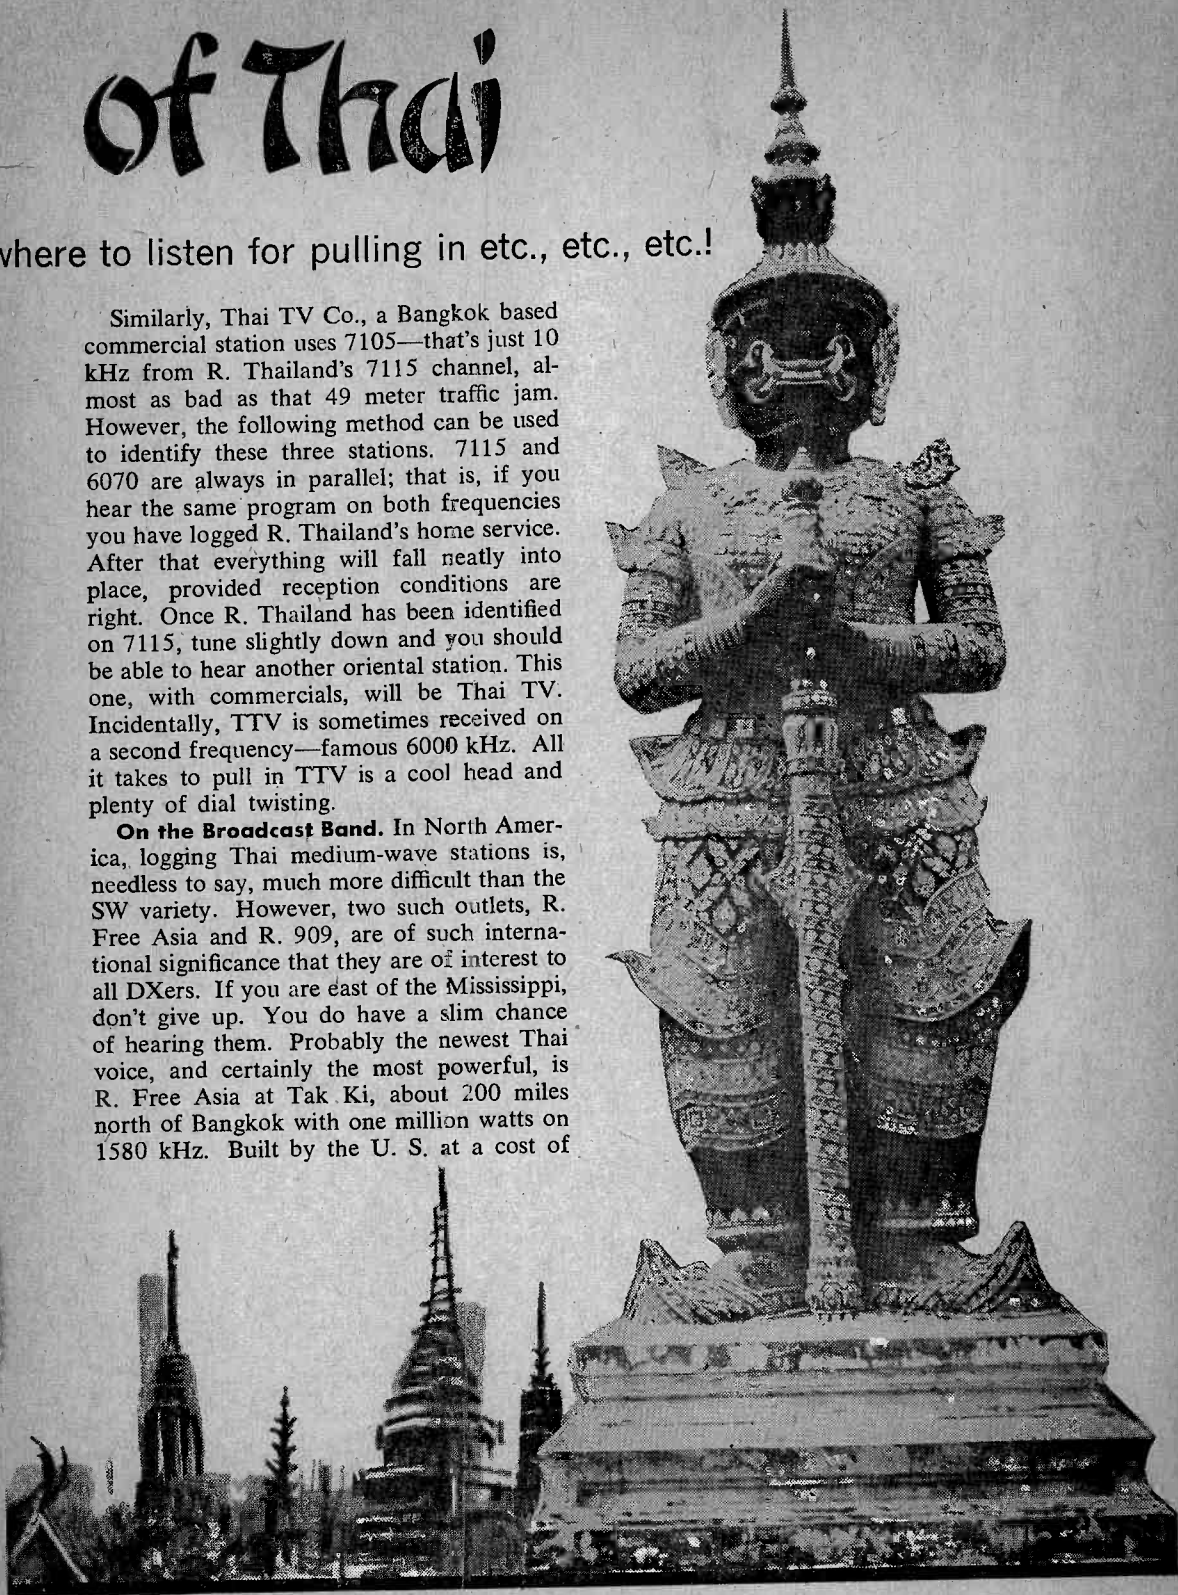 of Thai
where to listen for pulling in etc., etc., etc.!
Similarly, Thai TV Co., a Bangkok based
commercial station uses 7105—that's just 10
kHz from R. Thailand's 7115 channel, al-
most as bad as that 49 meter traffic jam.
However, the following method can be used
to identify these three stations. 7115 and
6070 are always in parallel; that is, if you
hear the same program on both frequencies
you have logged R. Thailand's home service.
After that everything will fall neatly into
place, provided reception conditions are
right. Once R. Thailand has been identified
on 7115, tune slightly down and you should
be able to hear another oriental station. This
one, with commercials, will be Thai TV.
Incidentally, TTV is sometimes received on
a second frequency—famous 6000 kHz. All
it takes to pull in TTV is a cool head and
plenty of dial twisting.
On the Broadcast Band. In North Amer-
ica, logging Thai medium-wave stations is,
needless to say, much more difficult than the
SW variety. However, two such outlets, R.
Free Asia and R. 909, are of such interna-
tional significance that they are of interest to
all DXers. If you are east of the Mississippi,
don't give up. You do have a slim chance
of hearing them. Probably the newest Thai
voice, and certainly the most powerful, is
R. Free Asia at Tak Ki, about 200 miles
north of Bangkok with one million watts on
1580 kHz. Built by the U. S. at a cost of